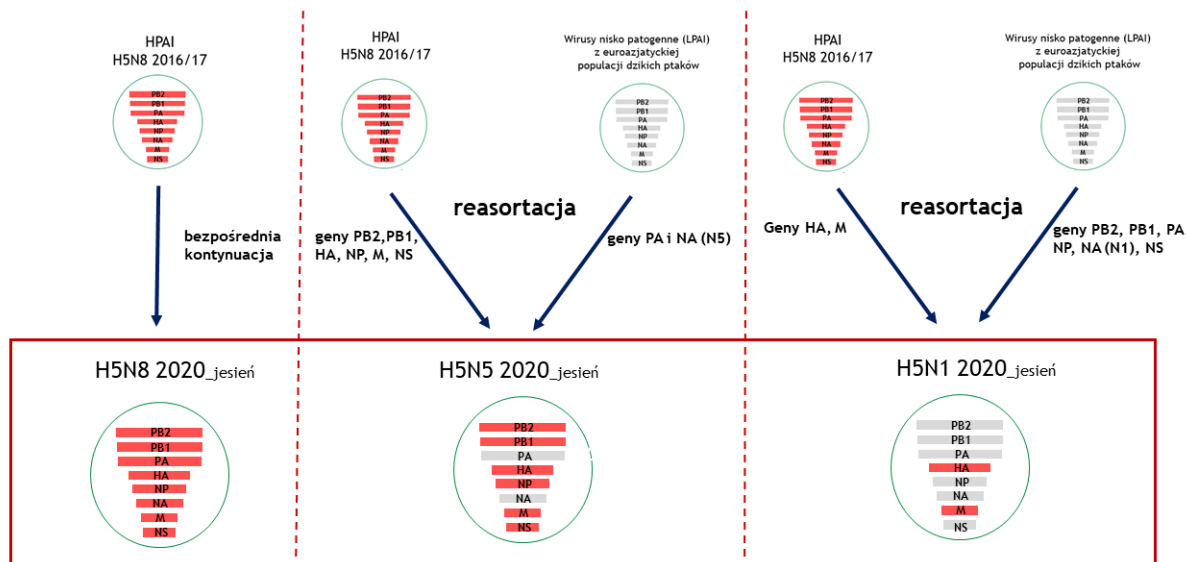 HPAI
H5N8 2016/17
PB2
PB1
PA
HA
NP
NA
M
NS
bezpośrednia
kontynuacja
HPAI
H5N8 2016/17
PB2
PB1
PA
HA
NP
NA
M
NS
Wirusy nisko patogenne (LPAI)
z euroazjatyckiej
populacji dzikich ptaków
PB2
PB1
PA
HA
NP
NA
M
NS
reasortacja
geny PB2,PB1,
HA, NP, M, NS
geny PA i NA (N5)
HPAI
H5N8 2016/17
PB2
PB1
PA
HA
NP
NA
M
NS
Wirusy nisko patogenne (LPAI)
z euroazjatyckiej
populacji dzikich ptaków
PB2
PB1
PA
HA
NP
NA
M
NS
reasortacja
Geny HA, M
geny PB2, PB1, PA
NP, NA (N1), NS
H5N8 2020_jesień
PB2
PB1
PA
HA
NP
NA
M
NS
H5N5 2020_jesień
PB2
PB1
PA
HA
NP
NA
M
NS
H5N1 2020_jesień
PB2
PB1
PA
HA
NP
NA
M
NS